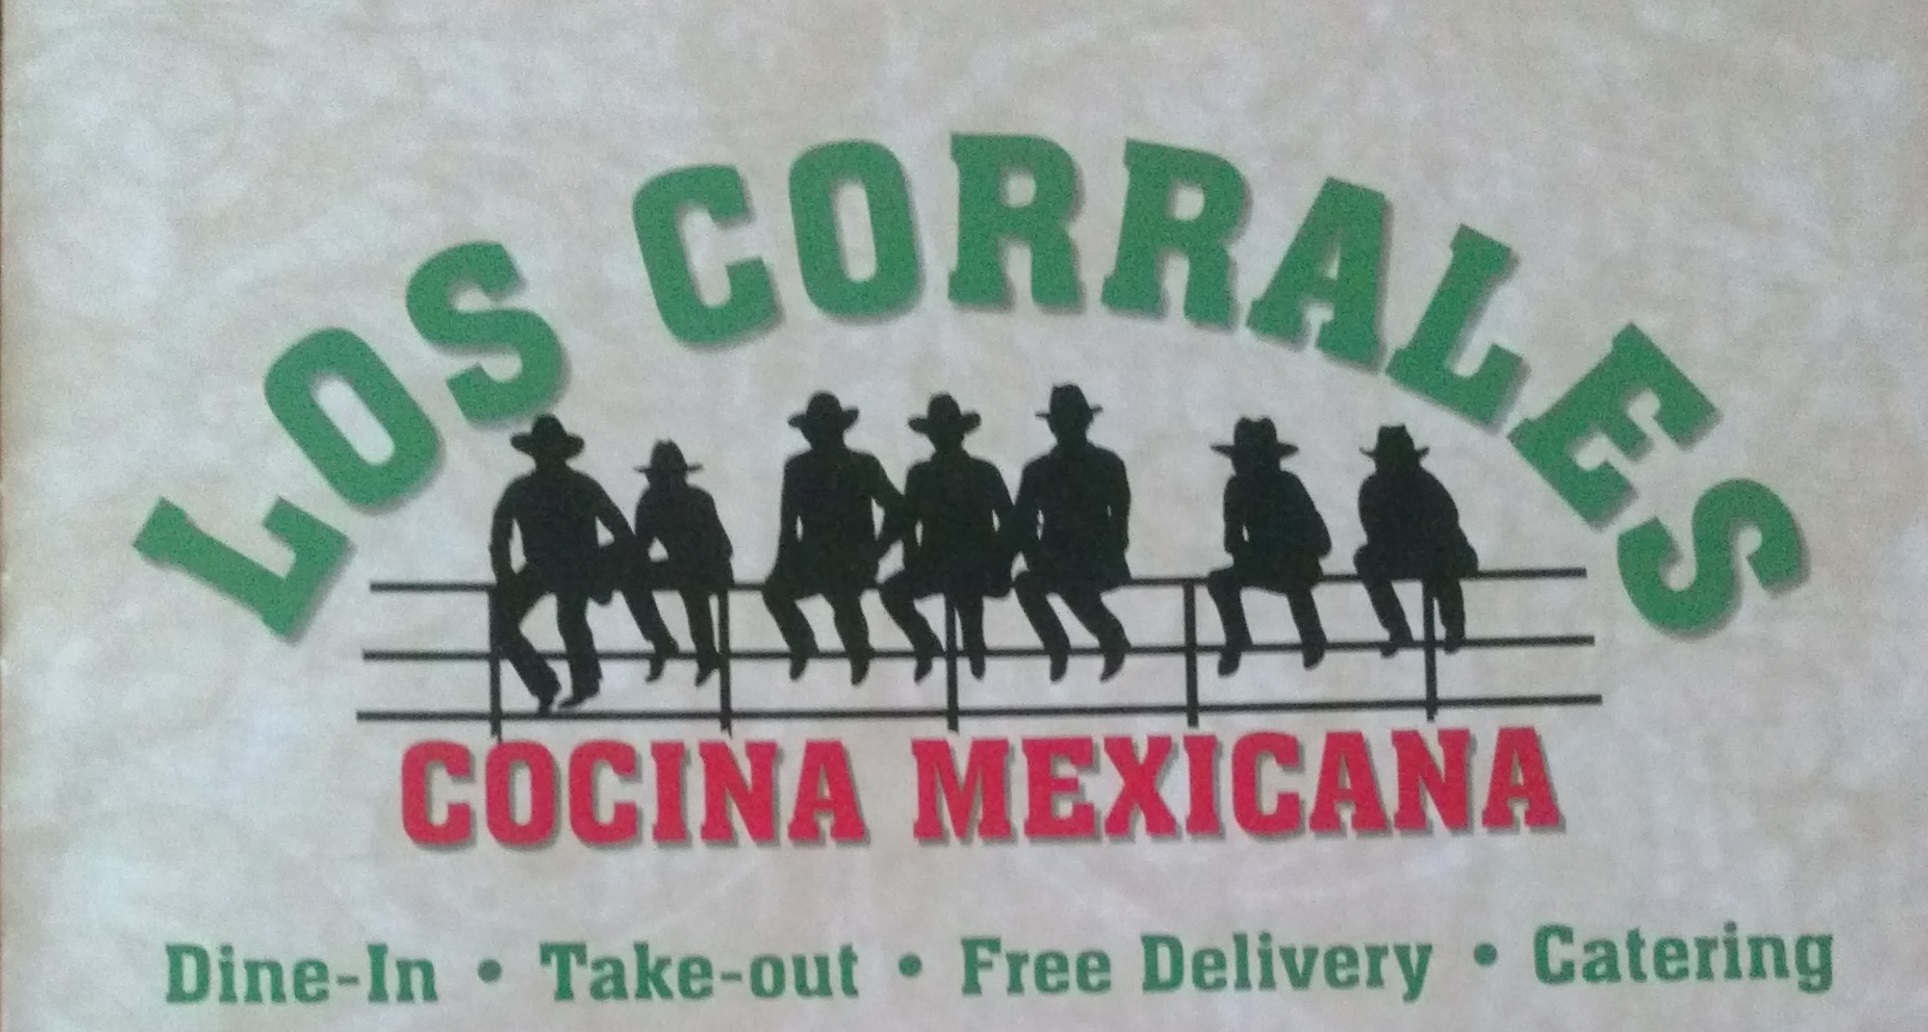 LOS CORRALES
COCINA MEXICANA
Dine-In • Take-out • Free Delivery • Catering